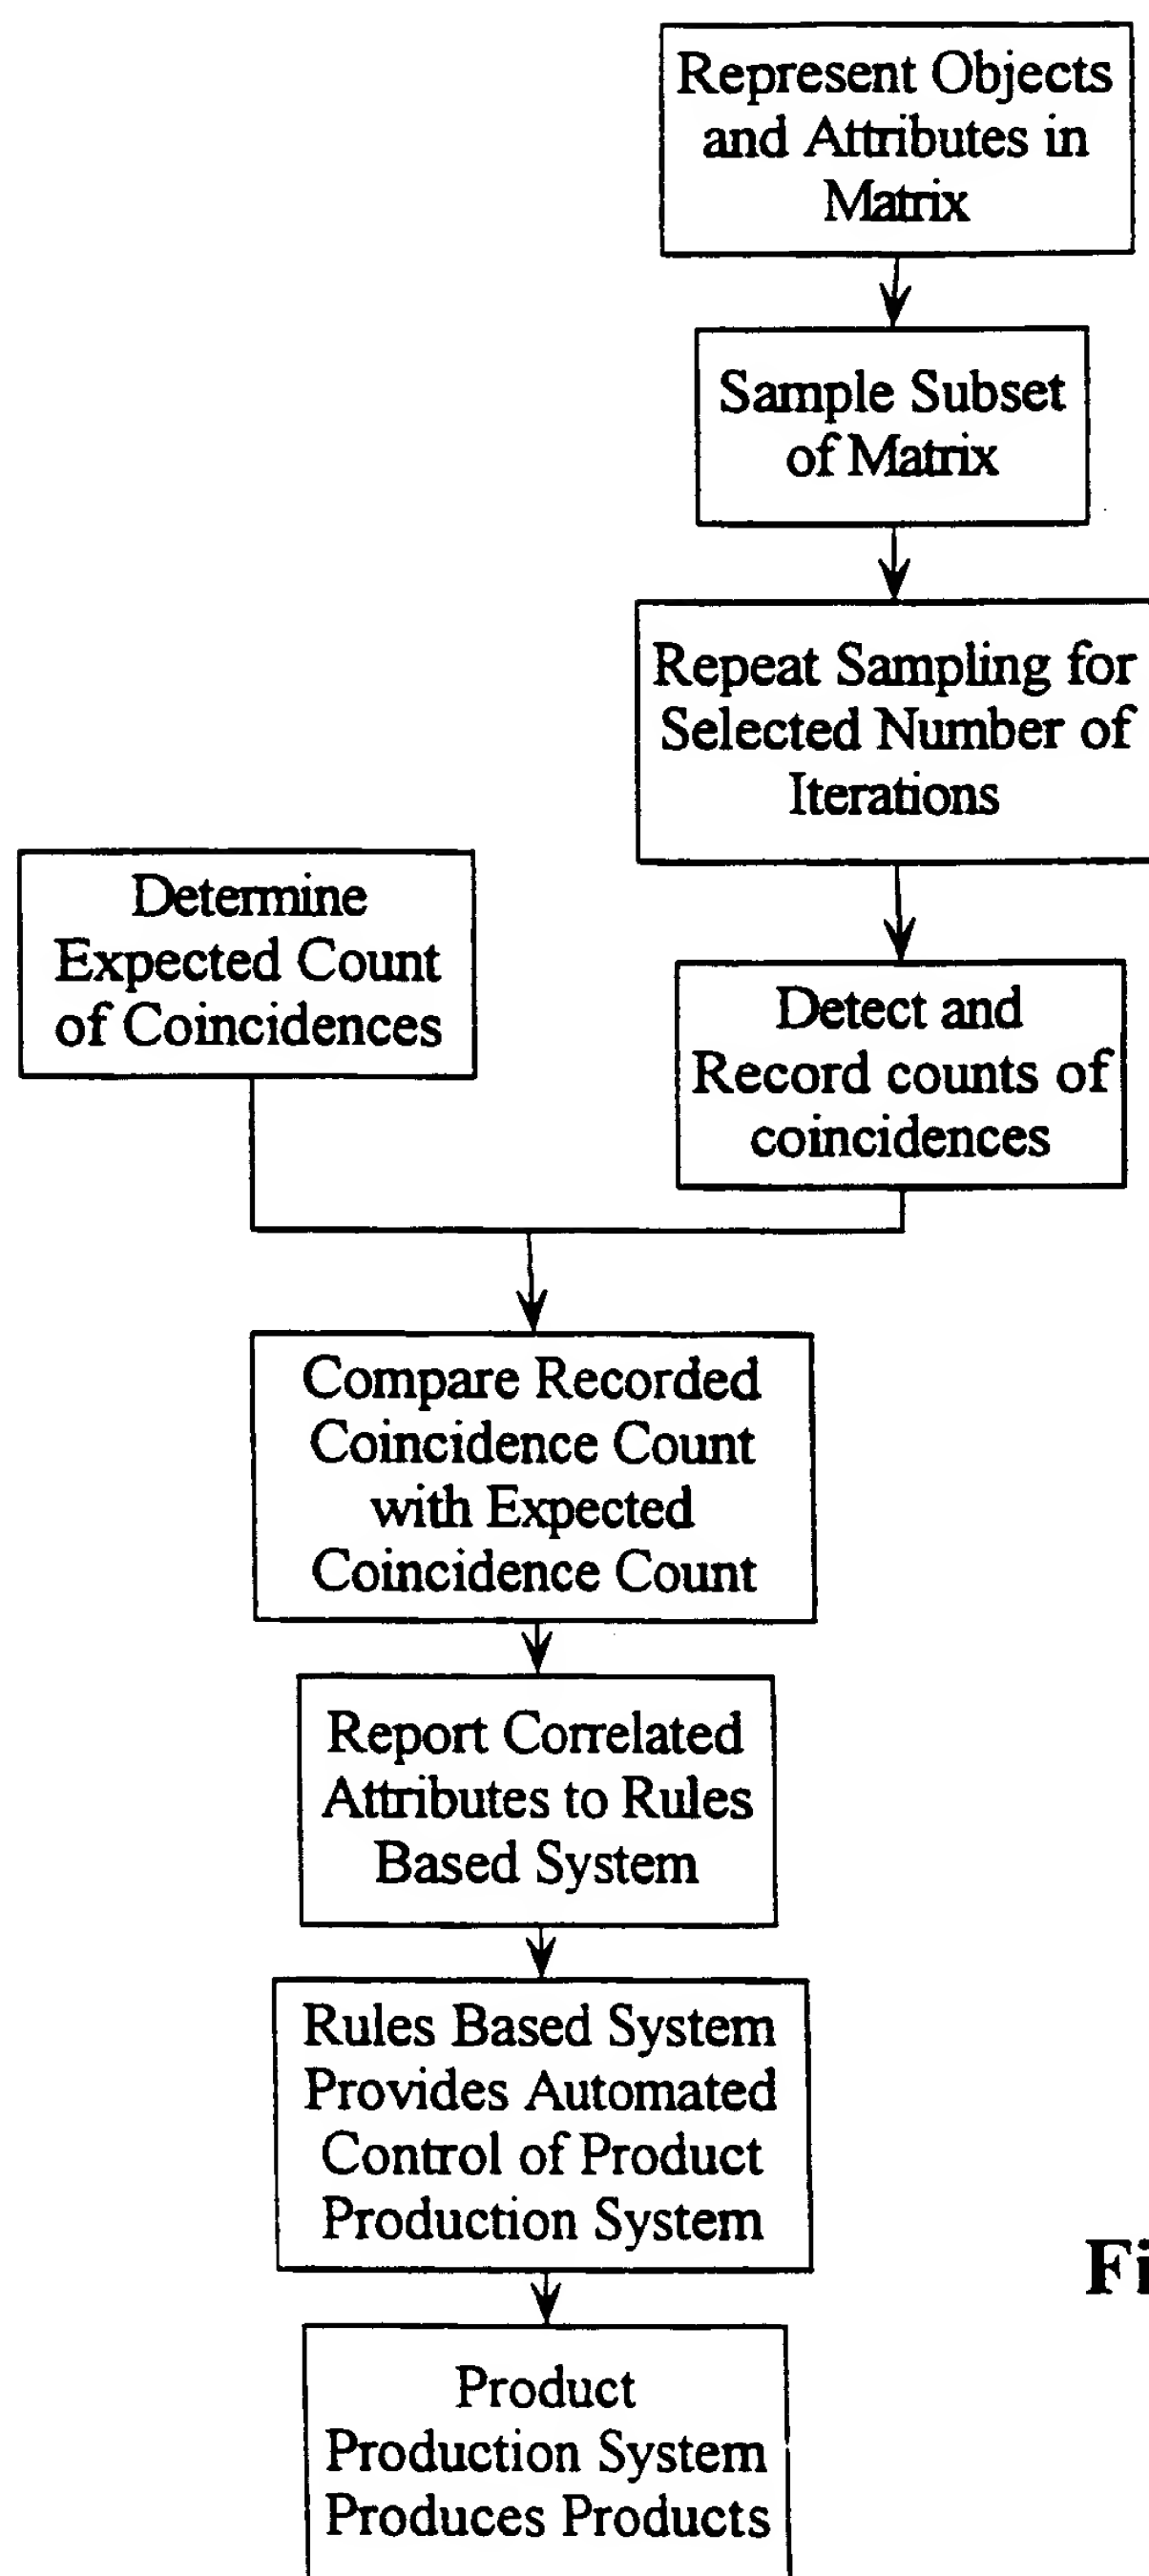 Represent Objects
and Attributes in
Matrix
Sample Subset
of Matrix
Repeat Sampling for
Selected Number of
Iterations
Determine
Expected Count
of Coincidences
Detect and
Record counts of
coincidences
Compare Recorded
Coincidence Count
with Expected
Coincidence Count
Report Correlated
Attributes to Rules
Based System
Rules Based System
Provides Automated
Control of Product
Production System
Product
Production System
Produces Products